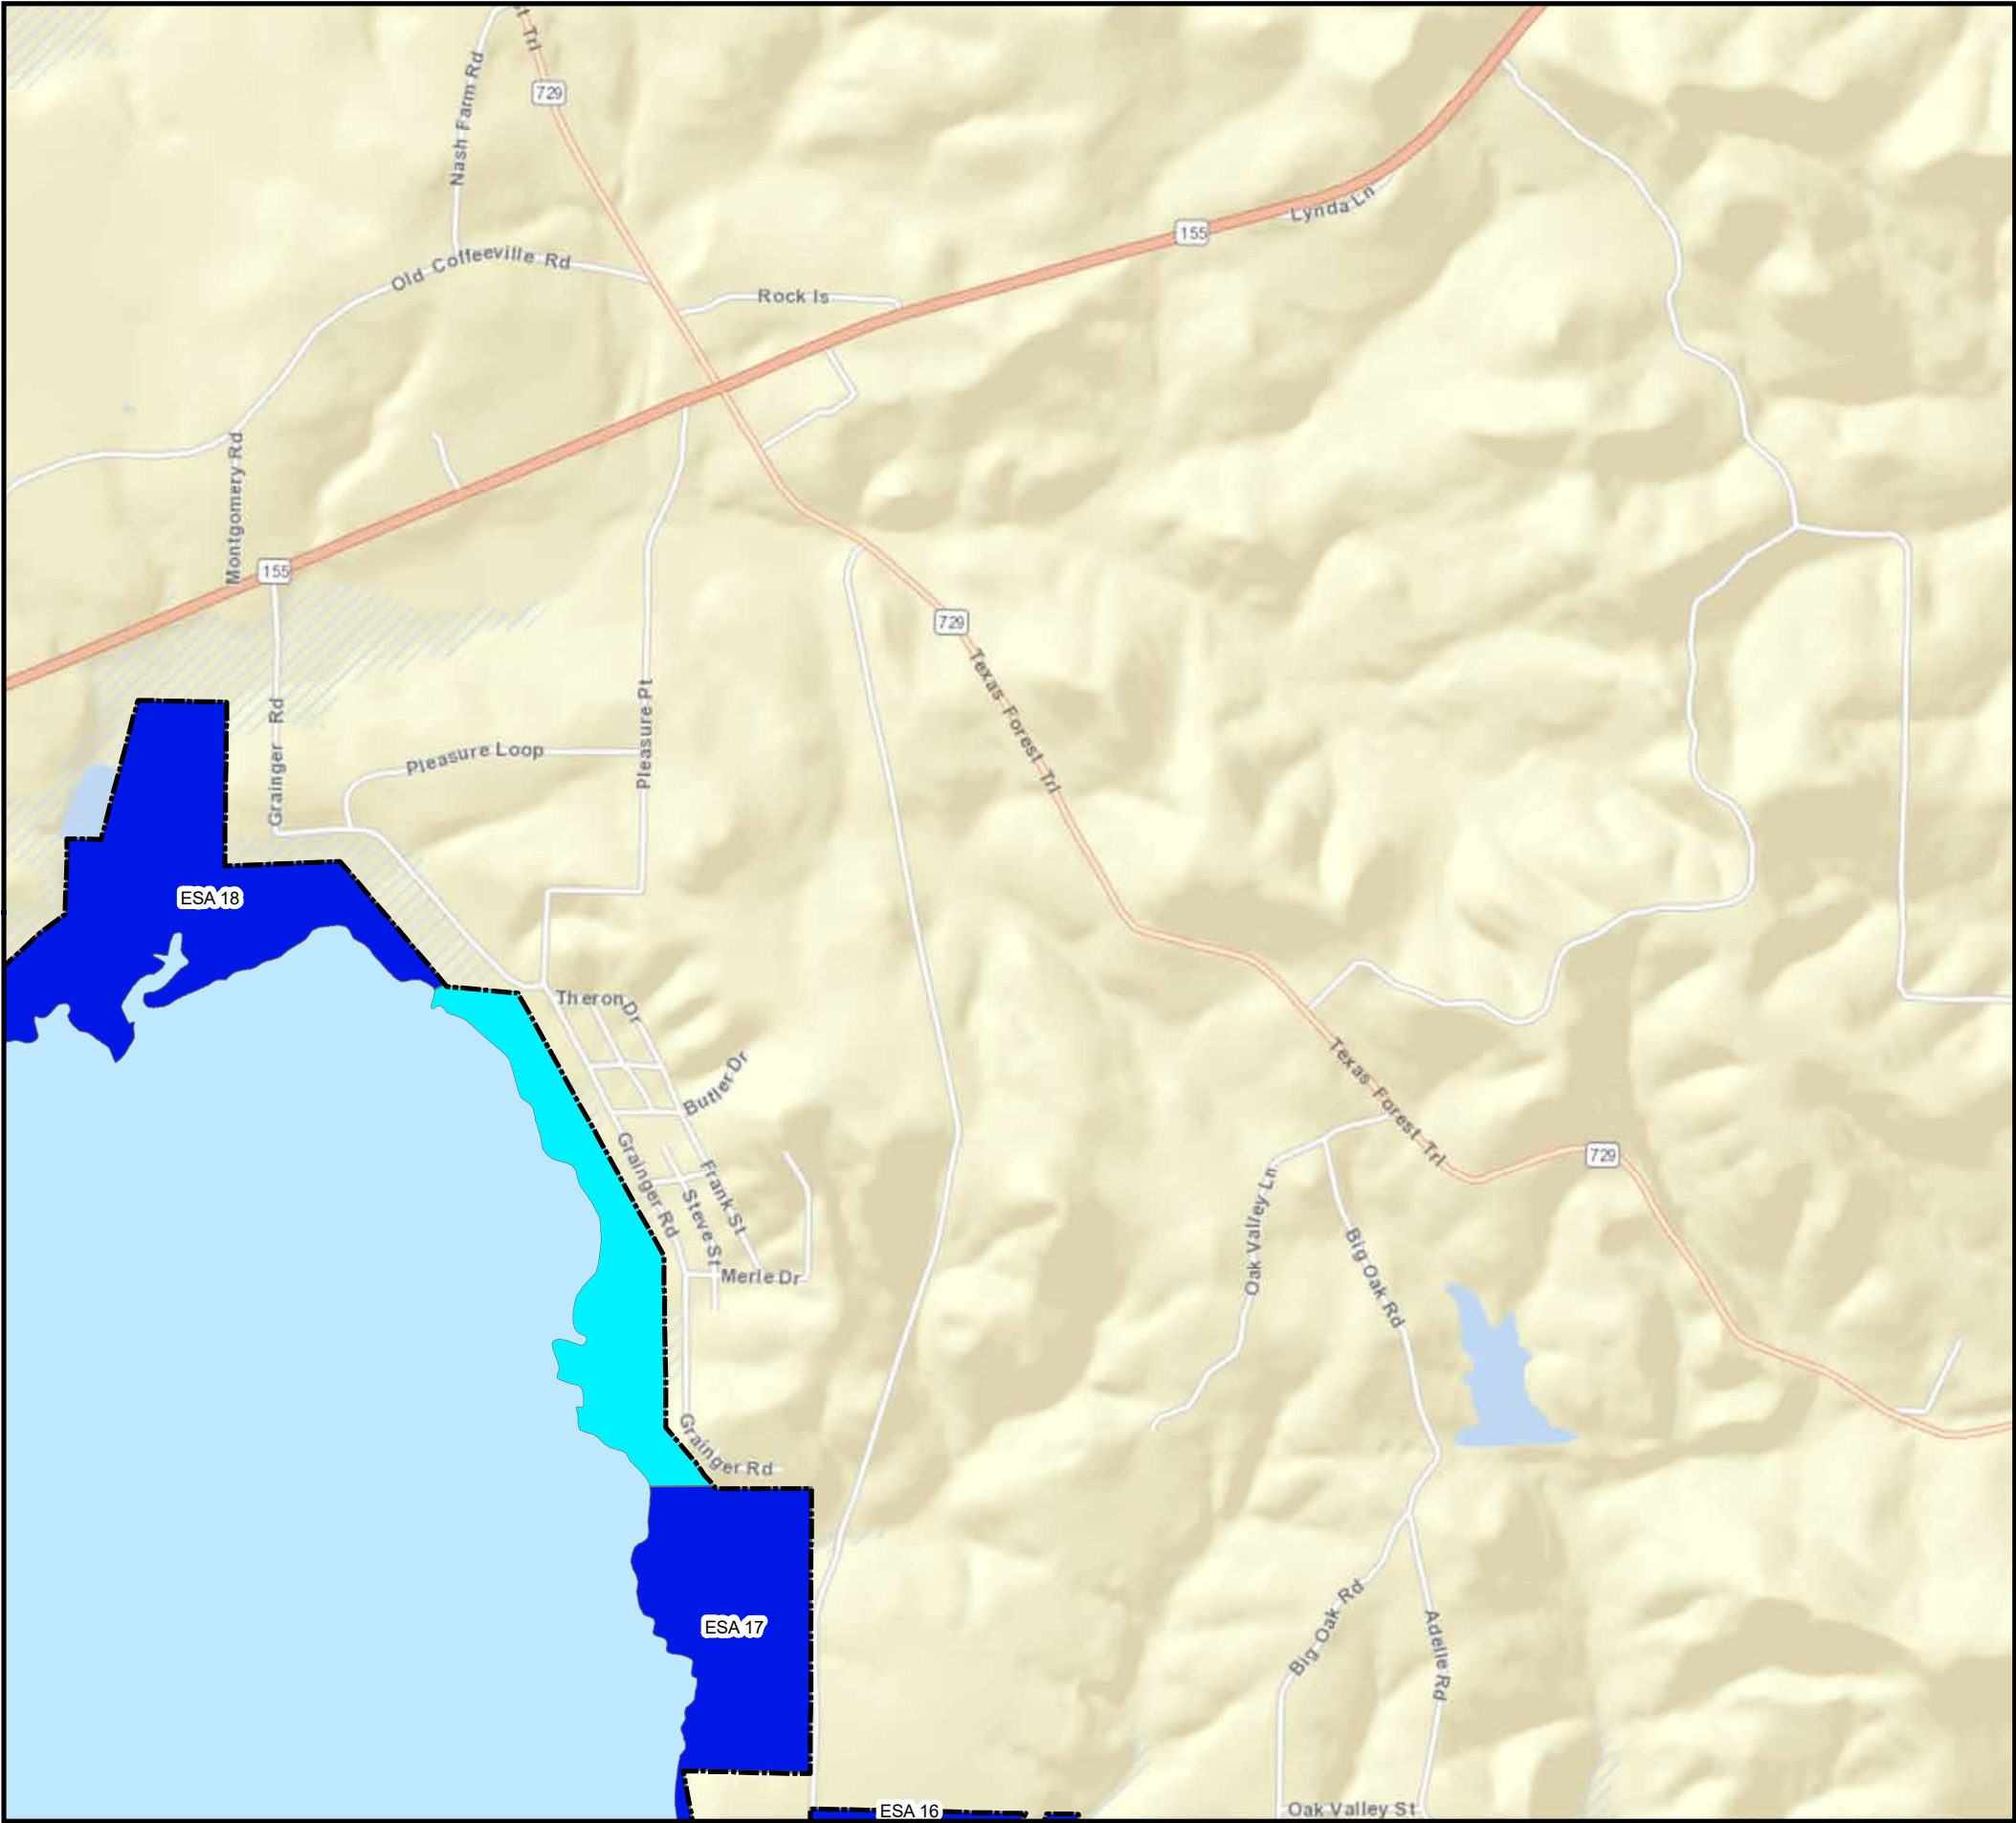 t Trl
729
Nash Farm Rd
Old Coffeeville Rd
Rock Is
155
Lynda Ln
Montgomery Rd
155
729
Texas Forest Trl
Grainger Rd
Pleasure Loop
Pleasure Pt
ESA 18
Theron Dr
Butler Dr
Grainger Rd
Frank St
Steve St
Merle Dr
Texas Forest Trl
729
Oak Valley Ln
Big Oak Rd
Grainger Rd
ESA 17
Big Oak Rd
Adelle Rd
ESA 16
Oak Valley St